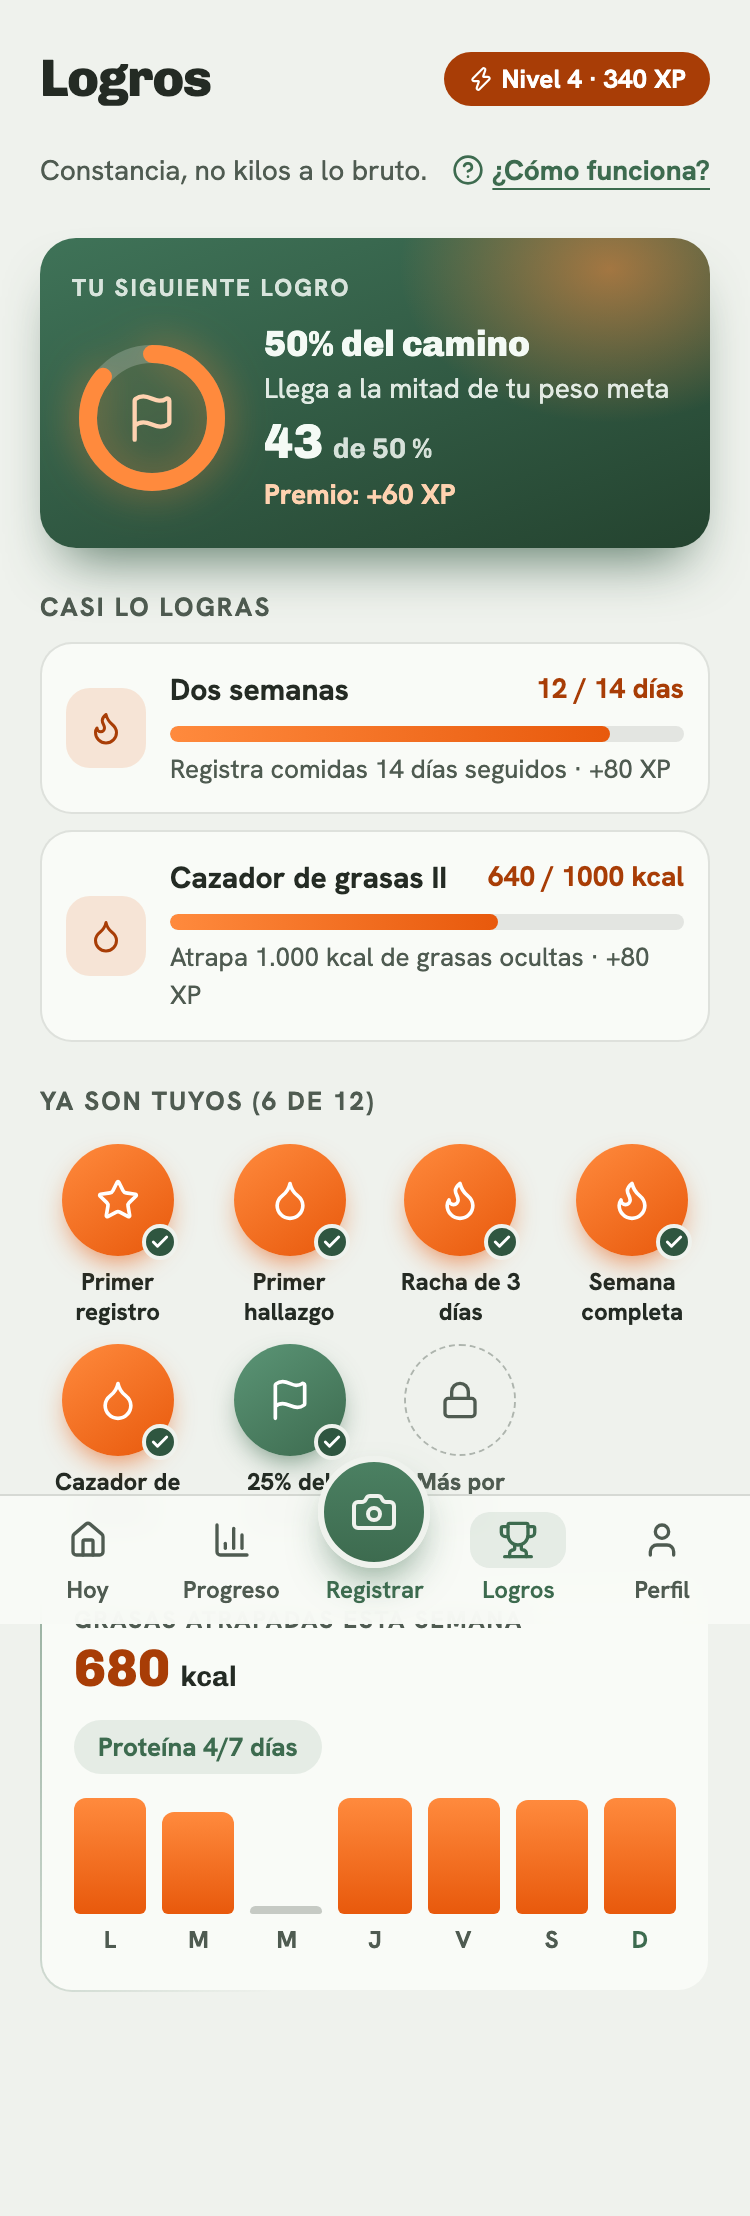 Logros
Nivel 4 · 340 XP
Constancia, no kilos a lo bruto.
¿Cómo funciona?
TU SIGUIENTE LOGRO
50% del camino
Llega a la mitad de tu peso meta
43 de 50 %
Premio: +60 XP
CASI LO LOGRAS
Dos semanas
12 / 14 días
Registra comidas 14 días seguidos · +80 XP
Cazador de grasas II
640 / 1000 kcal
Atrapa 1.000 kcal de grasas ocultas · +80
XP
YA SON TUYOS (6 DE 12)
Primer
registro
Primer
hallazgo
Racha de 3
días
Semana
completa
Cazador de
25% del
Más por
Hoy
Progreso
Registrar
Logros
Perfil
GRASAS ATRAPADAS ESTA SEMANA
680 kcal
Proteína 4/7 días
L
M
M
J
V
S
D